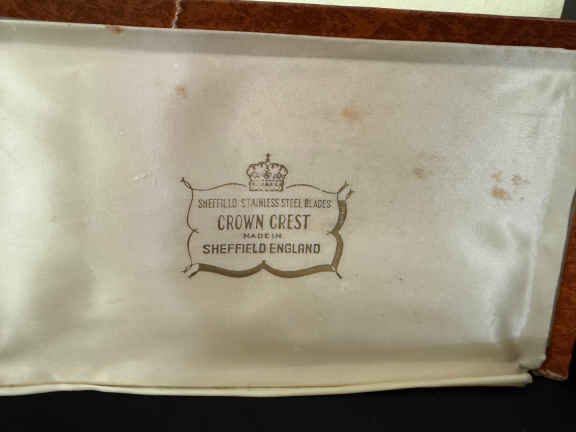 SHEFFIELD STAINLESS STEEL BLADES
CROWN CREST
MADE IN
SHEFFIELD ENGLAND